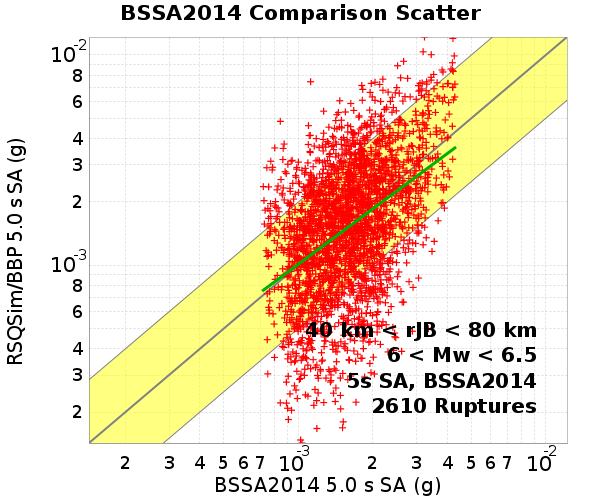 BSSA2014 Comparison Scatter
RSQSim/BBP 5.0 s SA (g)
10-2
8
6
4
3
2
10-3
8
6
4
3
2
40 km < rJB < 80 km
6 < Mw < 6.5
5s SA, BSSA2014
2610 Ruptures
2 3 4 5 6 7 10-3 2 3 4 5 6 7 10-2
BSSA2014 5.0 s SA (g)